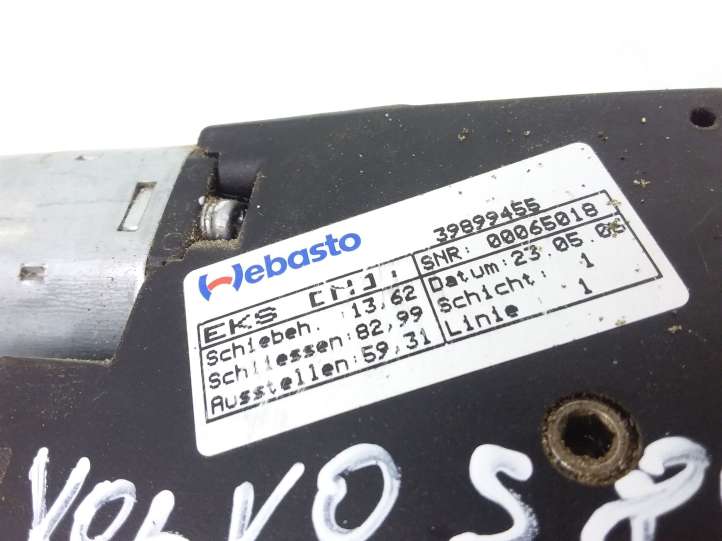 Webasto
39899455
EKS [N]:
SNR: 00065018
Schiebeh. :13,62
Datum:23.05.06
Schliessen:82,99
Schicht: 1
Ausstellen:59,31
Linie 1
VOLVO S